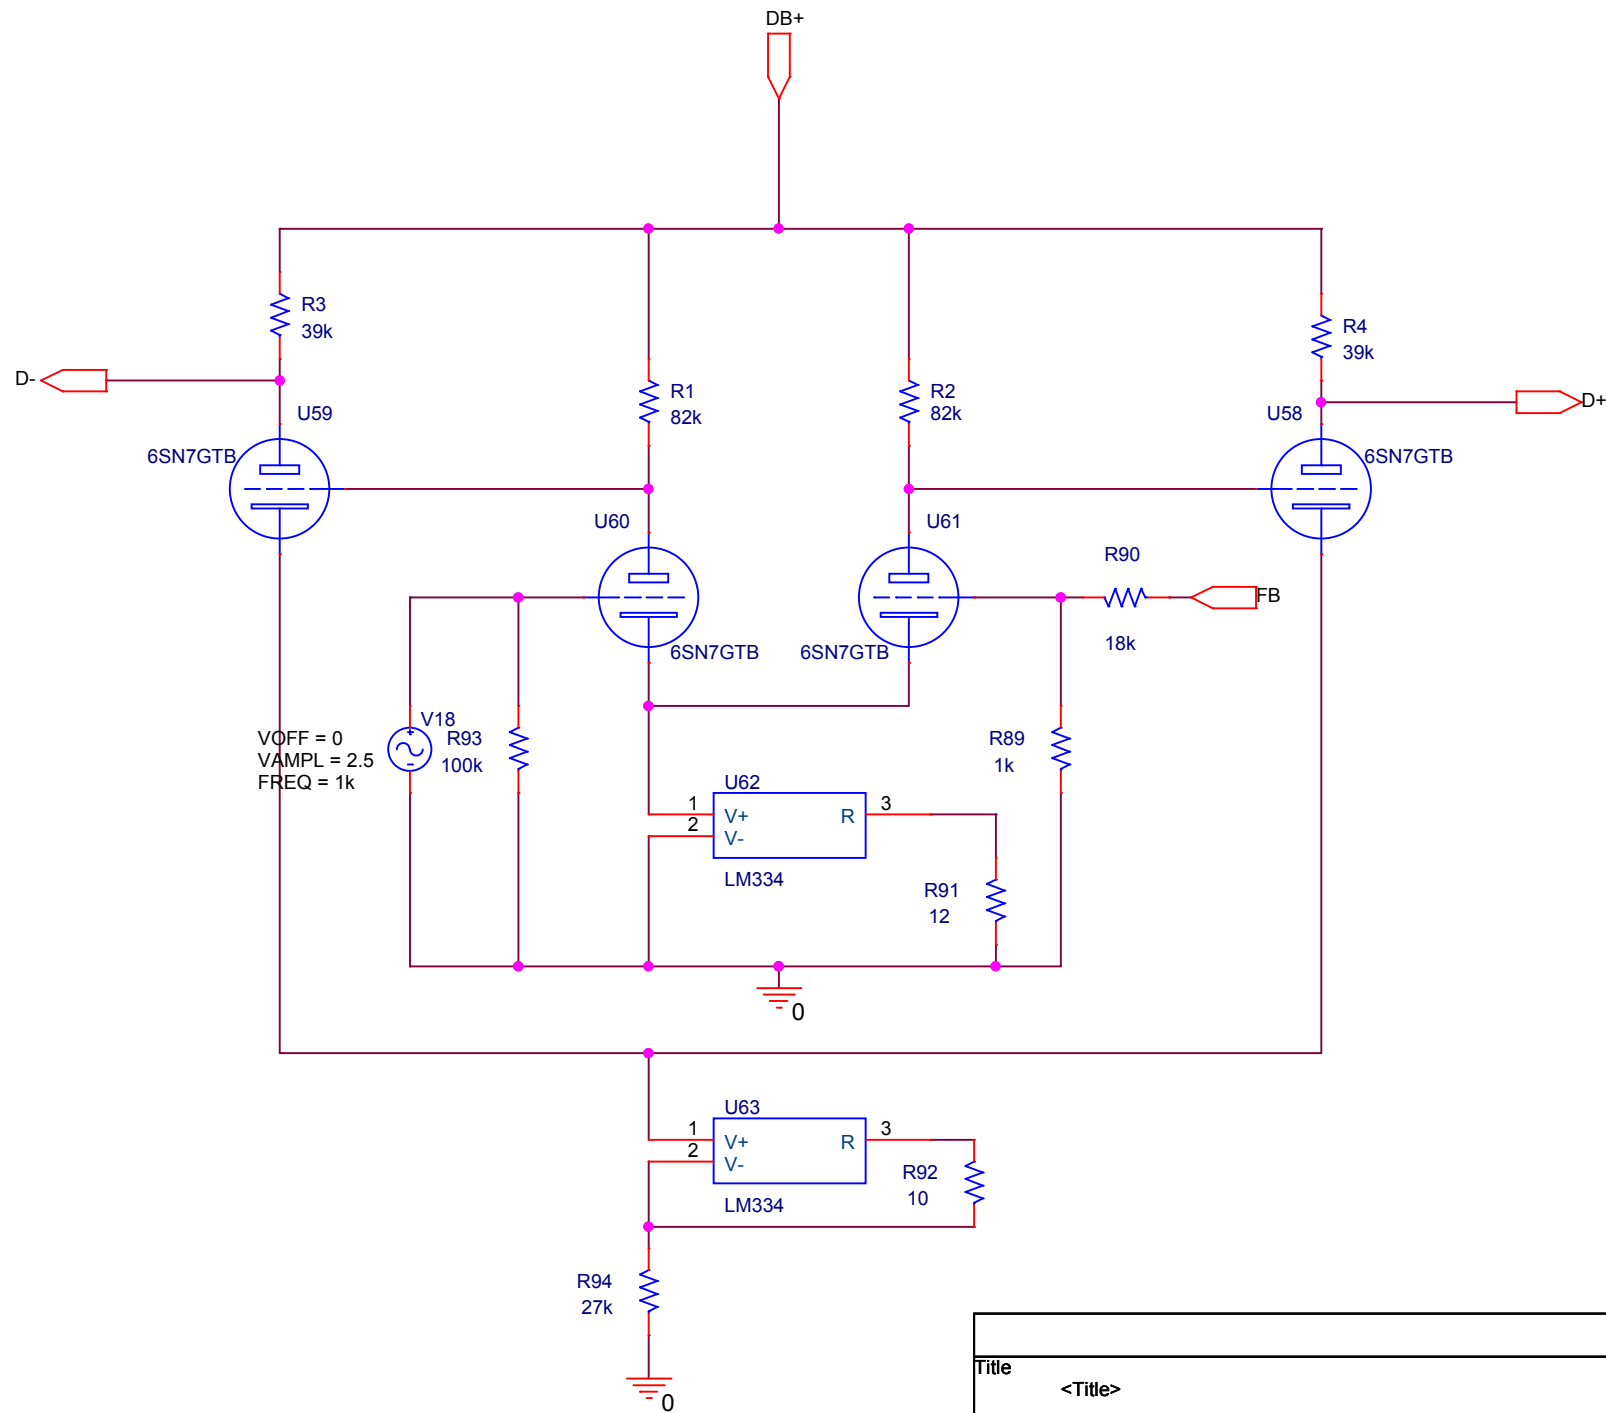 DB+
R3
39k
R4
39k
D-
R1
82k
R2
82k
D+
U59
U58
6SN7GTB
6SN7GTB
U60
U61
R90
FB
18k
6SN7GTB
6SN7GTB
V18
VOFF = 0
VAMPL = 2.5
FREQ = 1k
R93
100k
R89
1k
U62
1
V+
R
3
2
V-
LM334
R91
12
0
U63
1
V+
R
3
2
V-
LM334
R92
10
R94
27k
0
Title
<Title>